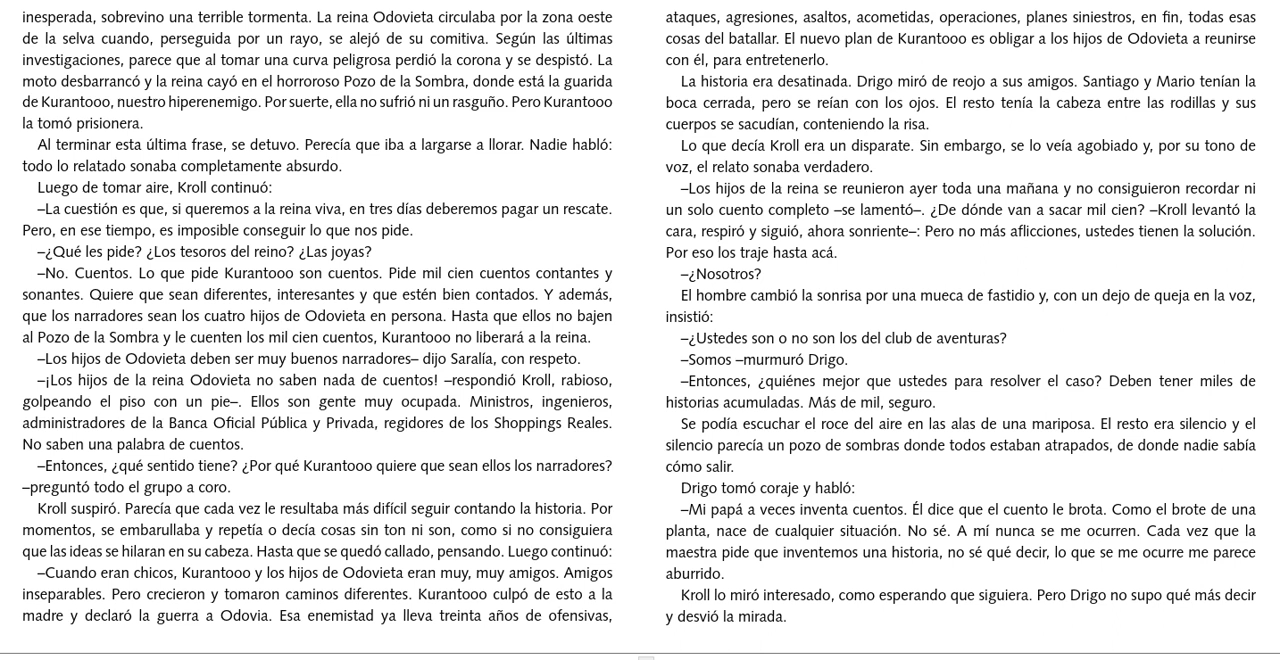 inesperada, sobrevino una terrible tormenta. La reina Odovieta circulaba por la zona oeste
de la selva cuando, perseguida por un rayo, se alejó de su comitiva. Según las últimas
investigaciones, parece que al tomar una curva peligrosa perdió la corona y se despistó. La
moto desbarrancó y la reina cayó en el horroroso Pozo de la Sombra, donde está la guarida
de Kurantooo, nuestro hiperenemigo. Por suerte, ella no sufrió ni un rasguño. Pero Kurantooo
la tomó prisionera.
Al terminar esta última frase, se detuvo. Perecía que iba a largarse a llorar. Nadie habló:
todo lo relatado sonaba completamente absurdo.
Luego de tomar aire, Kroll continuó:
–La cuestión es que, si queremos a la reina viva, en tres días deberemos pagar un rescate.
Pero, en ese tiempo, es imposible conseguir lo que nos pide.
–¿Qué les pide? ¿Los tesoros del reino? ¿Las joyas?
–No. Cuentos. Lo que pide Kurantooo son cuentos. Pide mil cien cuentos contantes y
sonantes. Quiere que sean diferentes, interesantes y que estén bien contados. Y además,
que los narradores sean los cuatro hijos de Odovieta en persona. Hasta que ellos no bajen
al Pozo de la Sombra y le cuenten los mil cien cuentos, Kurantooo no liberará a la reina.
–Los hijos de Odovieta deben ser muy buenos narradores– dijo Saralía, con respeto.
–¡Los hijos de la reina Odovieta no saben nada de cuentos! –respondió Kroll, rabioso,
golpeando el piso con un pie–. Ellos son gente muy ocupada. Ministros, ingenieros,
administradores de la Banca Oficial Pública y Privada, regidores de los Shoppings Reales.
No saben una palabra de cuentos.
–Entonces, ¿qué sentido tiene? ¿Por qué Kurantooo quiere que sean ellos los narradores?
–preguntó todo el grupo a coro.
Kroll suspiró. Parecía que cada vez le resultaba más difícil seguir contando la historia. Por
momentos, se embarullaba y repetía o decía cosas sin ton ni son, como si no consiguiera
que las ideas se hilaran en su cabeza. Hasta que se quedó callado, pensando. Luego continuó:
–Cuando eran chicos, Kurantooo y los hijos de Odovieta eran muy, muy amigos. Amigos
inseparables. Pero crecieron y tomaron caminos diferentes. Kurantooo culpó de esto a la
madre y declaró la guerra a Odovia. Esa enemistad ya lleva treinta años de ofensivas,
ataques, agresiones, asaltos, acometidas, operaciones, planes siniestros, en fin, todas esas
cosas del batallar. El nuevo plan de Kurantooo es obligar a los hijos de Odovieta a reunirse
con él, para entretenerlo.
La historia era desatinada. Drigo miró de reojo a sus amigos. Santiago y Mario tenían la
boca cerrada, pero se reían con los ojos. El resto tenía la cabeza entre las rodillas y sus
cuerpos se sacudían, conteniendo la risa.
Lo que decía Kroll era un disparate. Sin embargo, se lo veía agobiado y, por su tono de
voz, el relato sonaba verdadero.
–Los hijos de la reina se reunieron ayer toda una mañana y no consiguieron recordar ni
un solo cuento completo –se lamentó–. ¿De dónde van a sacar mil cien? –Kroll levantó la
cara, respiró y siguió, ahora sonriente–: Pero no más aflicciones, ustedes tienen la solución.
Por eso los traje hasta acá.
–¿Nosotros?
El hombre cambió la sonrisa por una mueca de fastidio y, con un dejo de queja en la voz,
insistió:
–¿Ustedes son o no son los del club de aventuras?
–Somos –murmuró Drigo.
–Entonces, ¿quiénes mejor que ustedes para resolver el caso? Deben tener miles de
historias acumuladas. Más de mil, seguro.
Se podía escuchar el roce del aire en las alas de una mariposa. El resto era silencio y el
silencio parecía un pozo de sombras donde todos estaban atrapados, de donde nadie sabía
cómo salir.
Drigo tomó coraje y habló:
–Mi papá a veces inventa cuentos. Él dice que el cuento le brota. Como el brote de una
planta, nace de cualquier situación. No sé. A mí nunca se me ocurren. Cada vez que la
maestra pide que inventemos una historia, no sé qué decir, lo que se me ocurre me parece
aburrido.
Kroll lo miró interesado, como esperando que siguiera. Pero Drigo no supo qué más decir
y desvió la mirada.